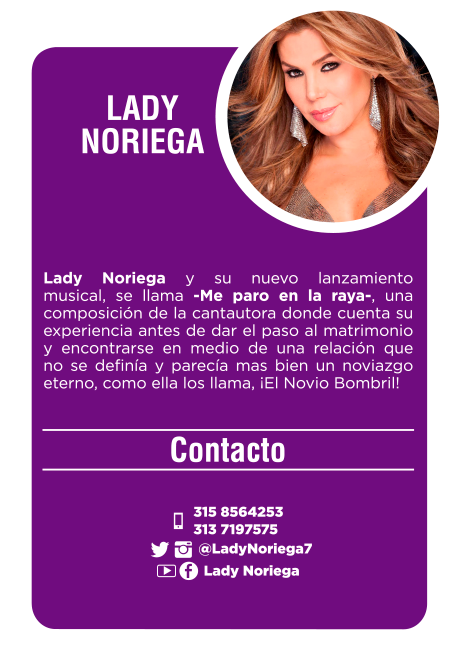 LADY
NORIEGA
Lady Noriega y su nuevo lanzamiento
musical, se llama -Me paro en la raya-, una
composición de la cantautora donde cuenta su
experiencia antes de dar el paso al matrimonio
y encontrarse en medio de una relación que
no se definía y parecía mas bien un noviazgo
eterno, como ella los llama, ¡El Novio Bombril!
Contacto
315 8564253
313 7197575
@LadyNoriega7
Lady Noriega